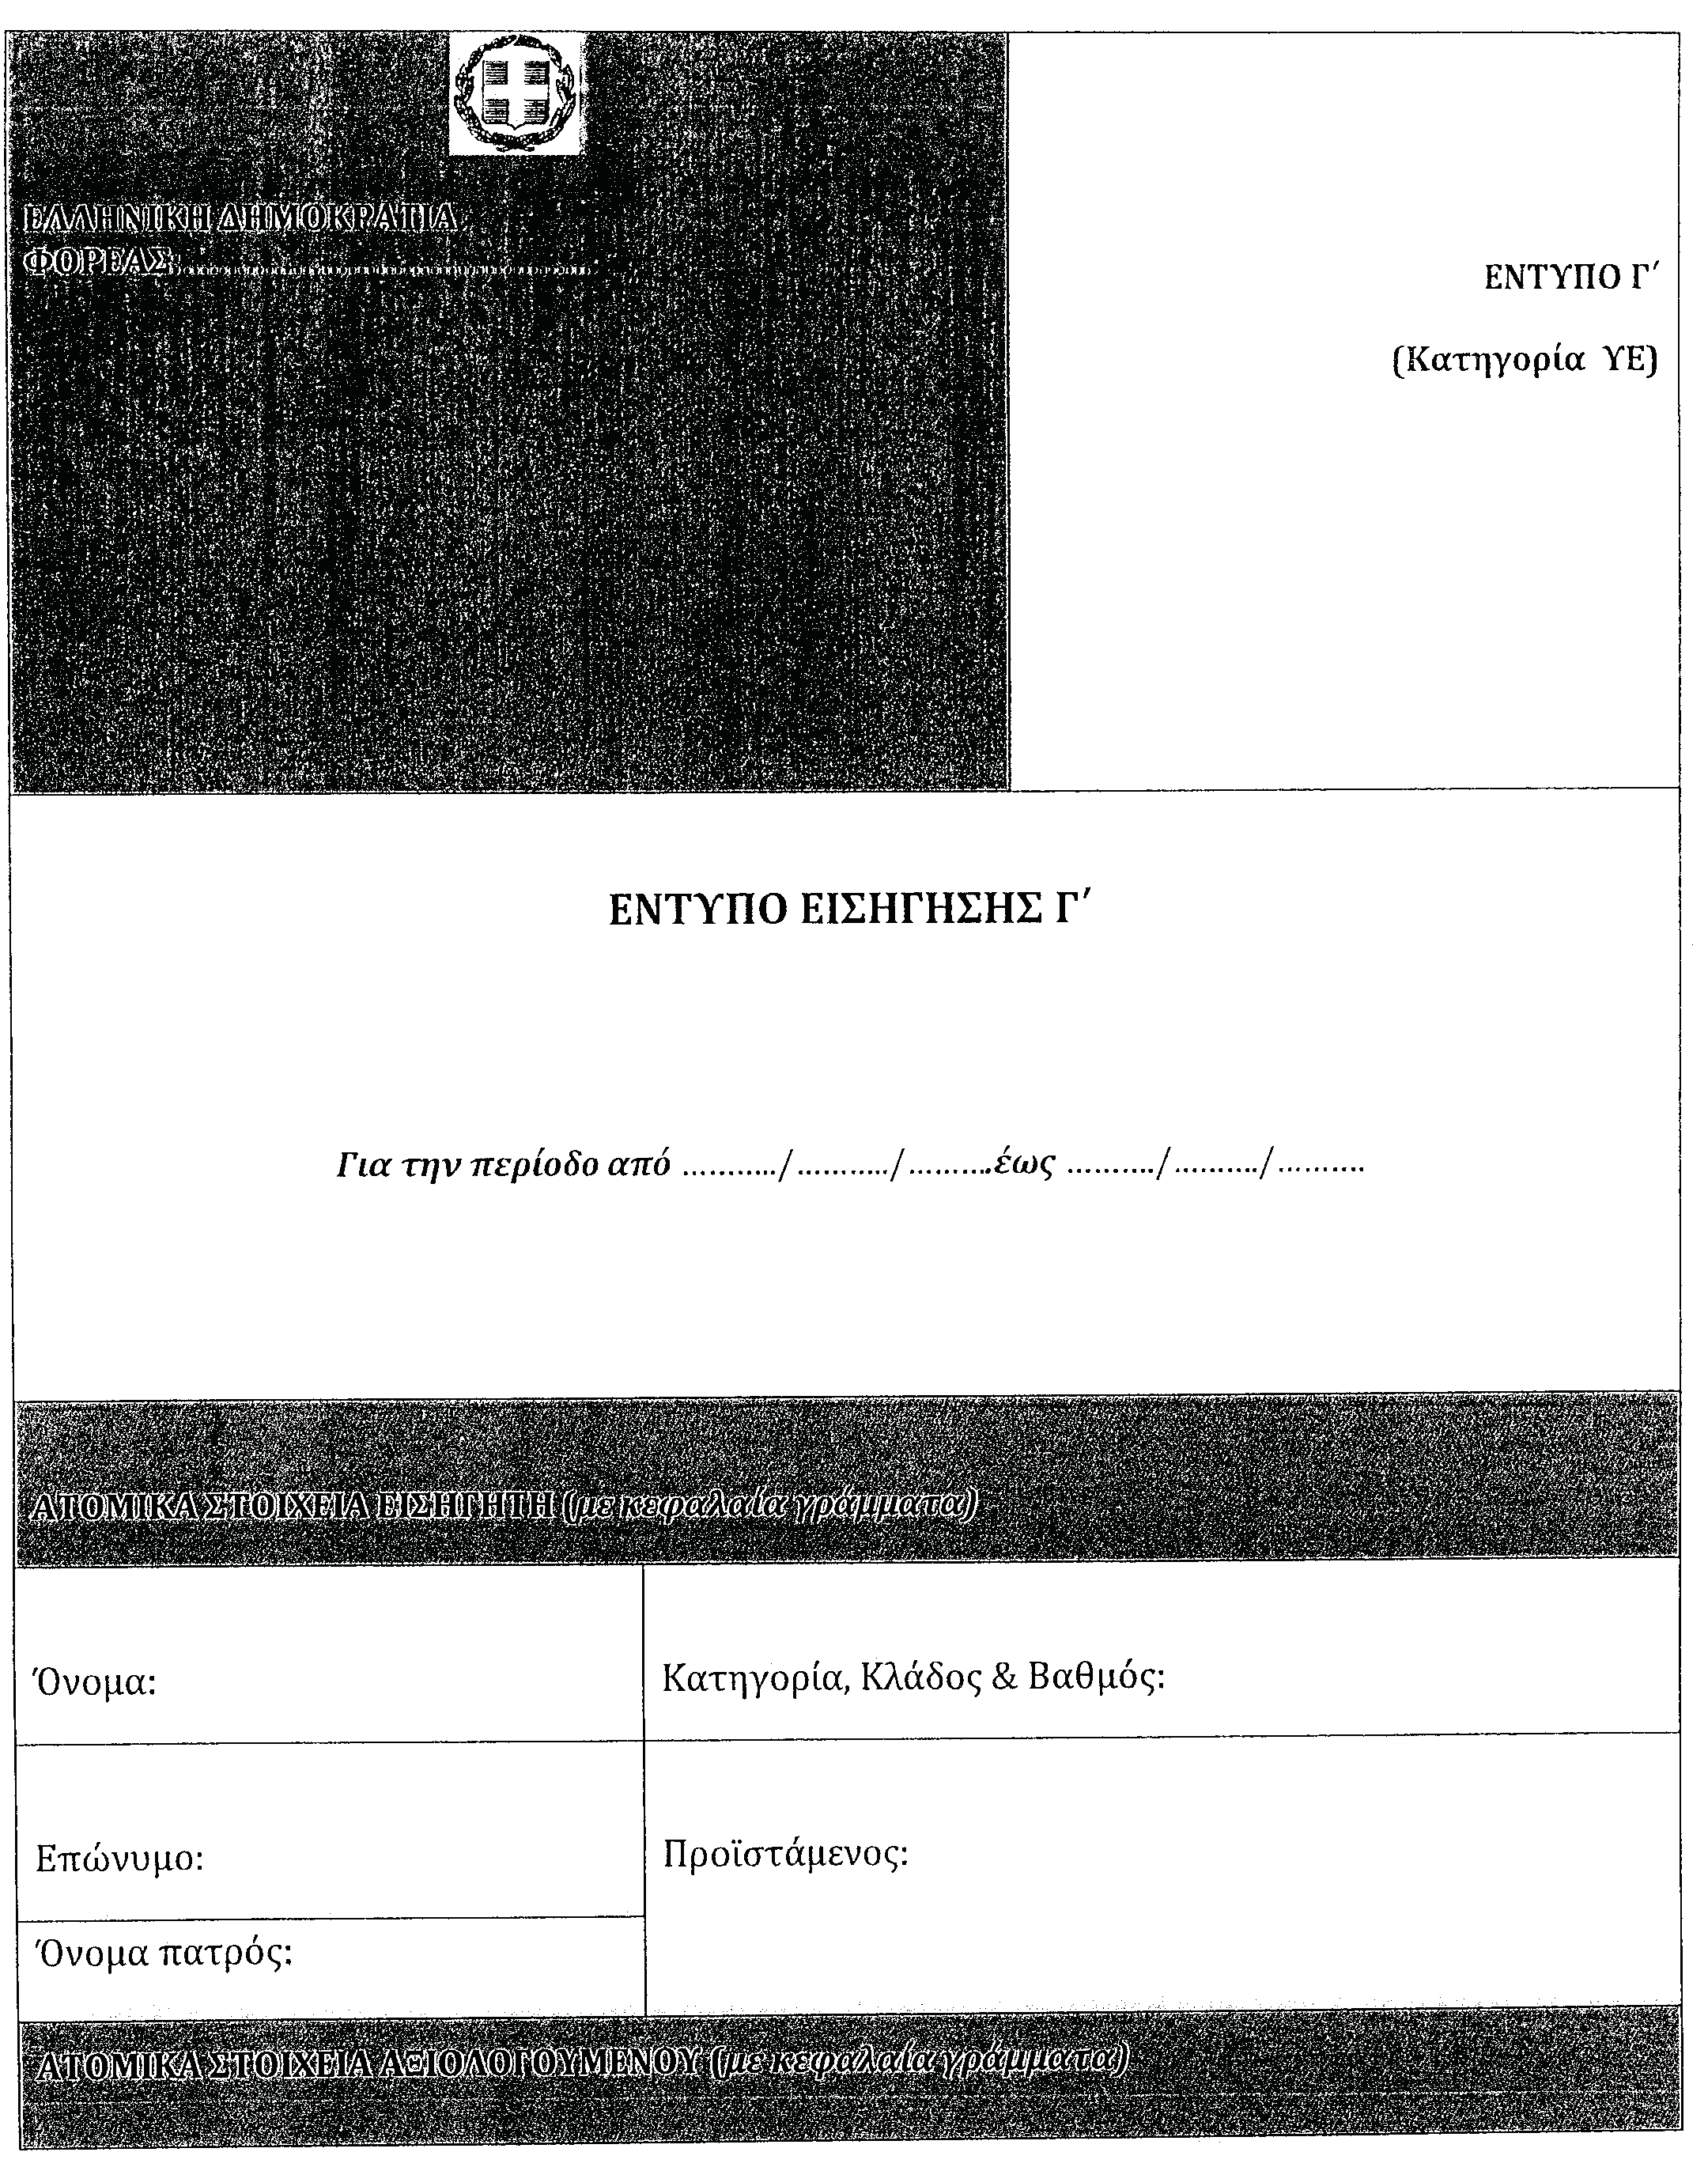 ΕΛΛΗΝΙΚΗ ΔΗΜΟΚΡΑΤΙΑ
ΦΟΡΕΑΣ:..........................................................
ΕΝΤΥΠΟ Γ΄
(Κατηγορία ΥΕ)
ΕΝΤΥΠΟ ΕΙΣΗΓΗΣΗΣ Γ΄
Για την περίοδο από .........../.........../..........έως ........../........../..........
ΑΤΟΜΙΚΑ ΣΤΟΙΧΕΙΑ ΕΙΣΗΓΗΤΗ (με κεφαλαία γράμματα)
Όνομα:
Κατηγορία, Κλάδος & Βαθμός:
Επώνυμο:
Προϊστάμενος:
Όνομα πατρός:
ΑΤΟΜΙΚΑ ΣΤΟΙΧΕΙΑ ΑΞΙΟΛΟΓΟΥΜΕΝΟΥ (με κεφαλαία γράμματα)